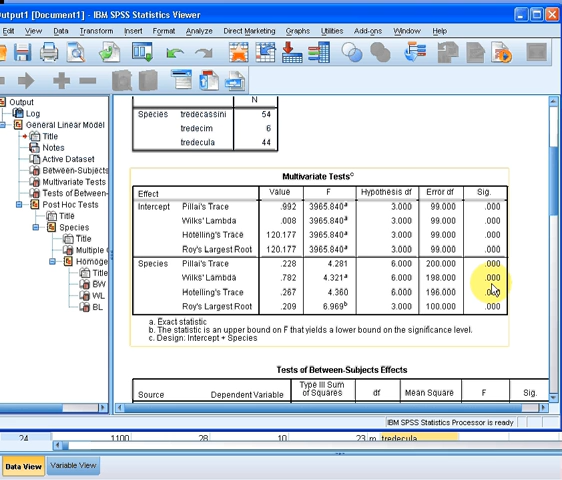 Output1 [Document1] - IBM SPSS Statistics Viewer
Edit View Data Transform Insert Format Analyze Direct Marketing Graphs Utilities Add-ons Window Help
Output
Log
General Linear Model
Title
Notes
Active Dataset
Between-Subjects
Multivariate Tests
Tests of Between-
Post Hoc Tests
Title
Species
Title
Multiple
Homoge
Title
BW
WL
BL
N
Species tredecassini 54
tredecim 6
tredecula 44
Multivariate Testsc
Effect Value F Hypothesis df Error df Sig.
Intercept Pillai's Trace .992 3965.840a 3.000 99.000 .000
Wilks' Lambda .008 3965.840a 3.000 99.000 .000
Hotelling's Trace 120.177 3965.840a 3.000 99.000 .000
Roy's Largest Root 120.177 3965.840a 3.000 99.000 .000
Species Pillai's Trace .228 4.281 6.000 200.000 .000
Wilks' Lambda .782 4.321a 6.000 198.000 .000
Hotelling's Trace .267 4.360 6.000 196.000 .000
Roy's Largest Root .209 6.969b 3.000 100.000 .000
a. Exact statistic
b. The statistic is an upper bound on F that yields a lower bound on the significance level.
c. Design: Intercept + Species
Tests of Between-Subjects Effects
Source Dependent Variable Type III Sum of Squares df Mean Square F Sig.
IBM SPSS Statistics Processor is ready
24 1100 28 10 23 m tredecula
Data View Variable View